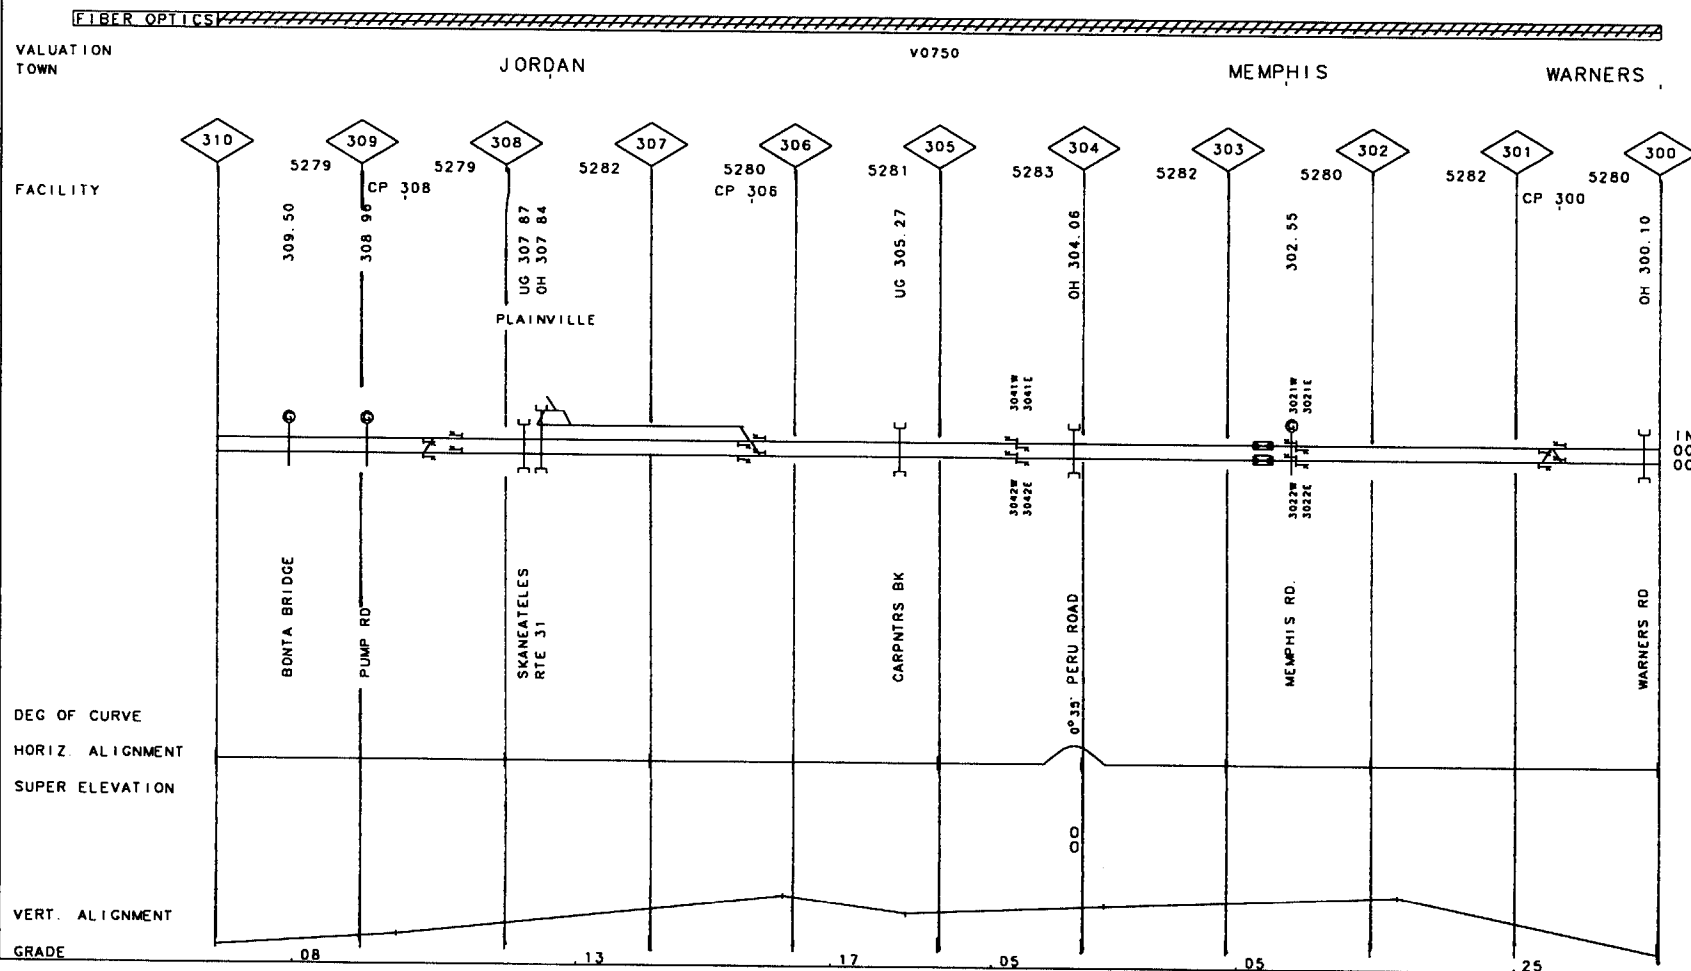 FIBER OPTICS
VALUATION
V0750
TOWN
JORDAN
MEMPHIS
WARNERS
310
309
308
307
306
305
304
303
302
301
300
5279
5279
5282
5280
5281
5283
5282
5280
5282
5280
FACILITY
CP 308
CP 306
CP 300
309.50
308 96
UG 307 87
OH 307 84
UG 305.27
OH 304.06
302.55
OH 300.10
PLAINVILLE
3041W
3041E
3021W
3021E
IN
00
00
3042W
3042E
3022W
3022E
BONTA BRIDGE
PUMP RD
SKANEATELES
RTE 31
CARPNTRS BK
PERU ROAD
MEMPHIS RD.
WARNERS RD
DEG OF CURVE
0°35'
HORIZ. ALIGNMENT
SUPER ELEVATION
0
0
VERT. ALIGNMENT
GRADE
.08
.13
.17
.05
.05
.25